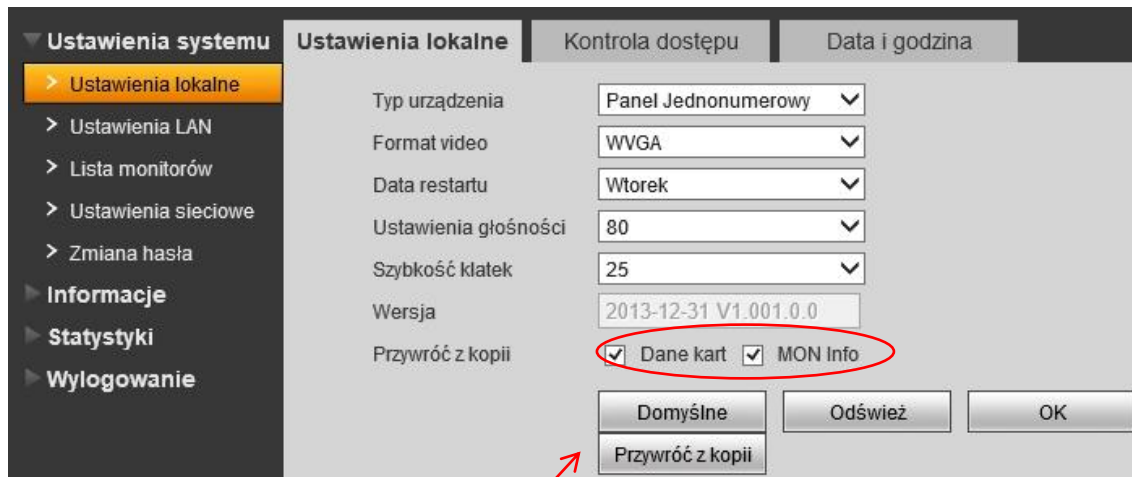 Ustawienia systemu
Ustawienia lokalne
Ustawienia LAN
Lista monitorów
Ustawienia sieciowe
Zmiana hasła
Informacje
Statystyki
Wylogowanie
Ustawienia lokalne Kontrola dostępu Data i godzina
Typ urządzenia Panel Jednonumerowy
Format video WVGA
Data restartu Wtorek
Ustawienia głośności 80
Szybkość klatek 25
Wersja 2013-12-31 V1.001.0.0
Przywróć z kopii Dane kart MON Info
Domyślne Odśwież OK
Przywróć z kopii